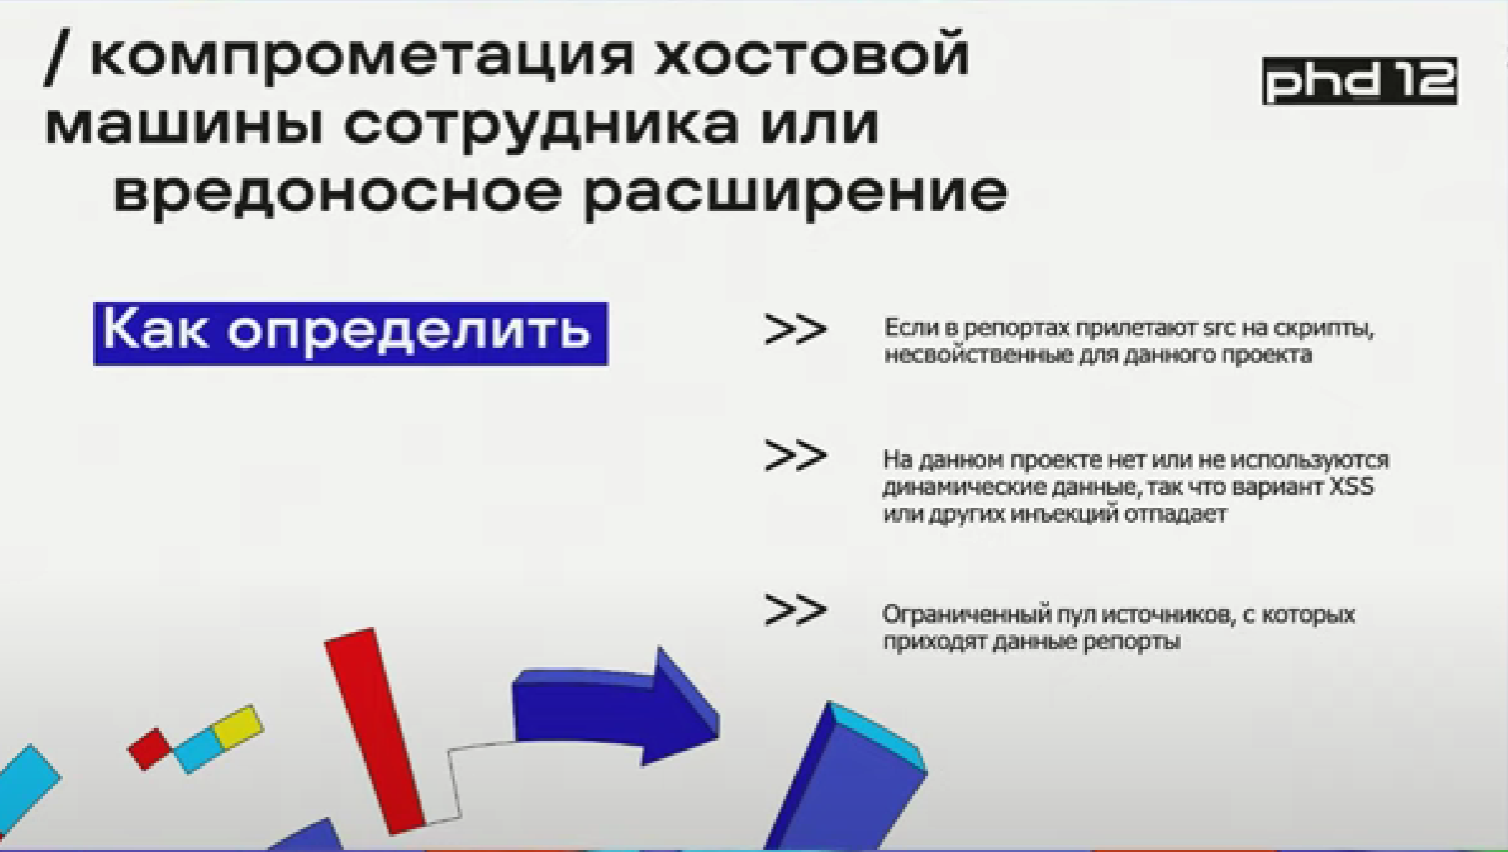 / компрометация хостовой
машины сотрудника или
вредоносное расширение
phd 12
Как определить
>> Если в репортах прилетают src на скрипты,
несвойственные для данного проекта
>> На данном проекте нет или не используются
динамические данные, так что вариант XSS
или других инъекций отпадает
>> Ограниченный пул источников, с которых
приходят данные репорты